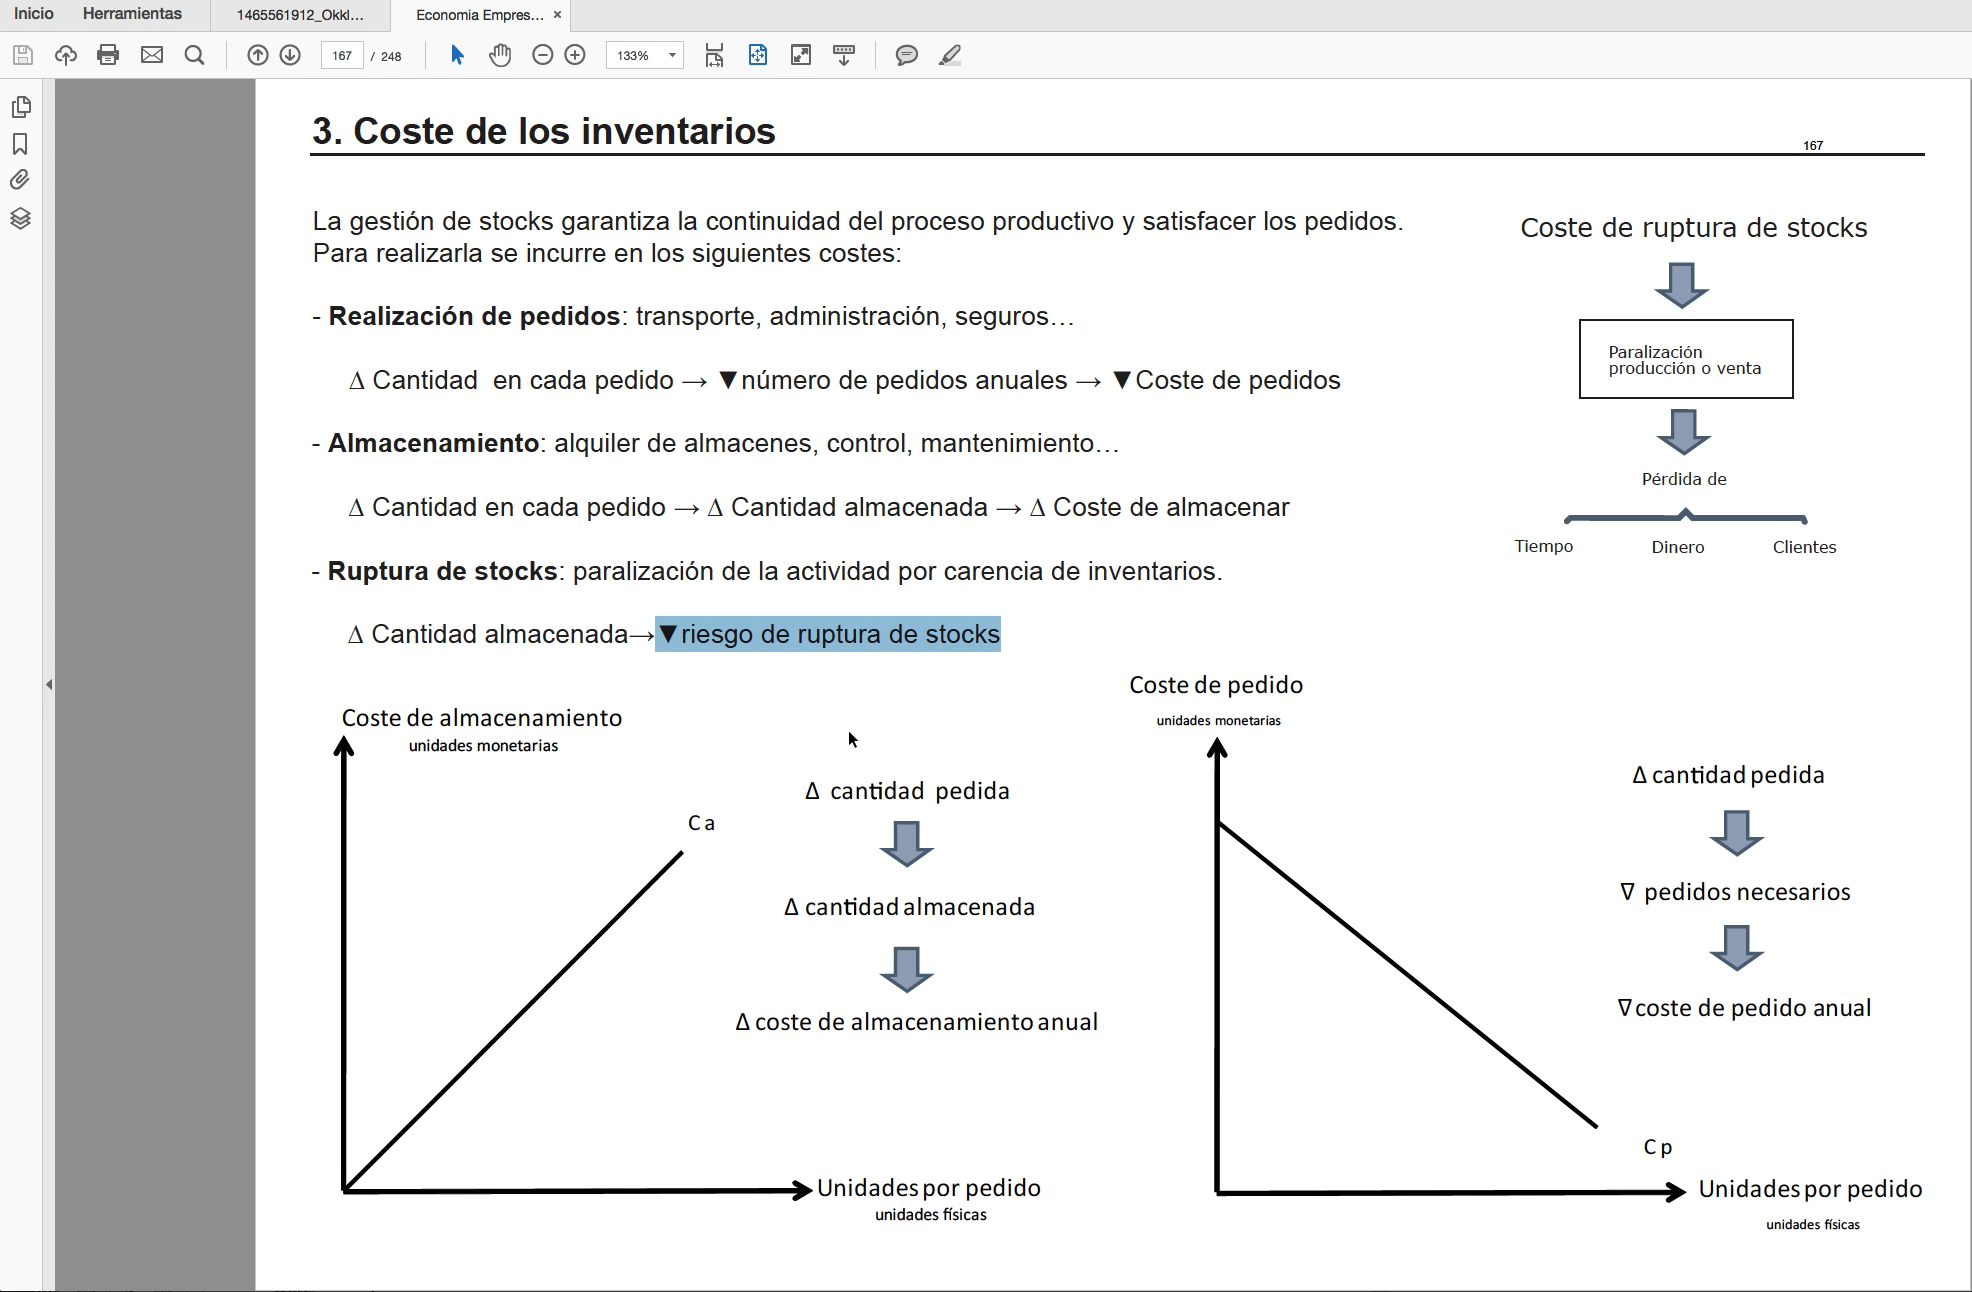 Inicio Herramientas 1465561912_Okkl... Economia Empres... ×
167 / 248 133%
3. Coste de los inventarios
167
La gestión de stocks garantiza la continuidad del proceso productivo y satisfacer los pedidos.
Para realizarla se incurre en los siguientes costes:
- Realización de pedidos: transporte, administración, seguros…
Δ Cantidad en cada pedido → ▼número de pedidos anuales → ▼Coste de pedidos
- Almacenamiento: alquiler de almacenes, control, mantenimiento…
Δ Cantidad en cada pedido → Δ Cantidad almacenada → Δ Coste de almacenar
- Ruptura de stocks: paralización de la actividad por carencia de inventarios.
Δ Cantidad almacenada→▼riesgo de ruptura de stocks
Coste de ruptura de stocks
Paralización
producción o venta
Pérdida de
Tiempo Dinero Clientes
Coste de almacenamiento
unidades monetarias
C a
Δ cantidad pedida
Δ cantidad almacenada
Δ coste de almacenamiento anual
Unidades por pedido
unidades físicas
Coste de pedido
unidades monetarias
Δ cantidad pedida
∇ pedidos necesarios
∇ coste de pedido anual
C p
Unidades por pedido
unidades físicas